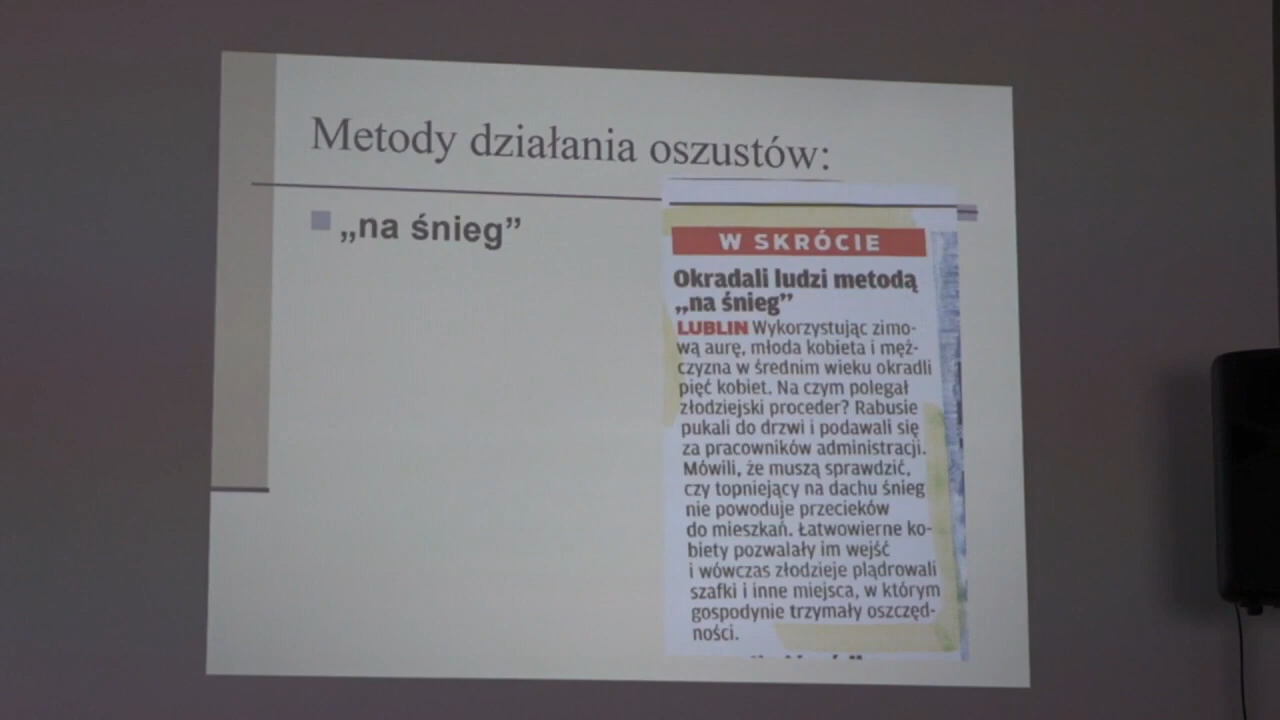 Metody działania oszustów:
„na śnieg”
W SKRÓCIE
Okradali ludzi metodą
„na śnieg”
LUBLIN Wykorzystując zimo-
wą aurę, młoda kobieta i męż-
czyzna w średnim wieku okradli
pięć kobiet. Na czym polegał
złodziejski proceder? Rabusie
pukali do drzwi i podawali się
za pracowników administracji.
Mówili, że muszą sprawdzić,
czy topniejący na dachu śnieg
nie powoduje przecieków
do mieszkań. Łatwowierne ko-
biety pozwalały im wejść
i wówczas złodzieje plądrowali
szafki i inne miejsca, w którym
gospodynie trzymały oszczęd-
ności.